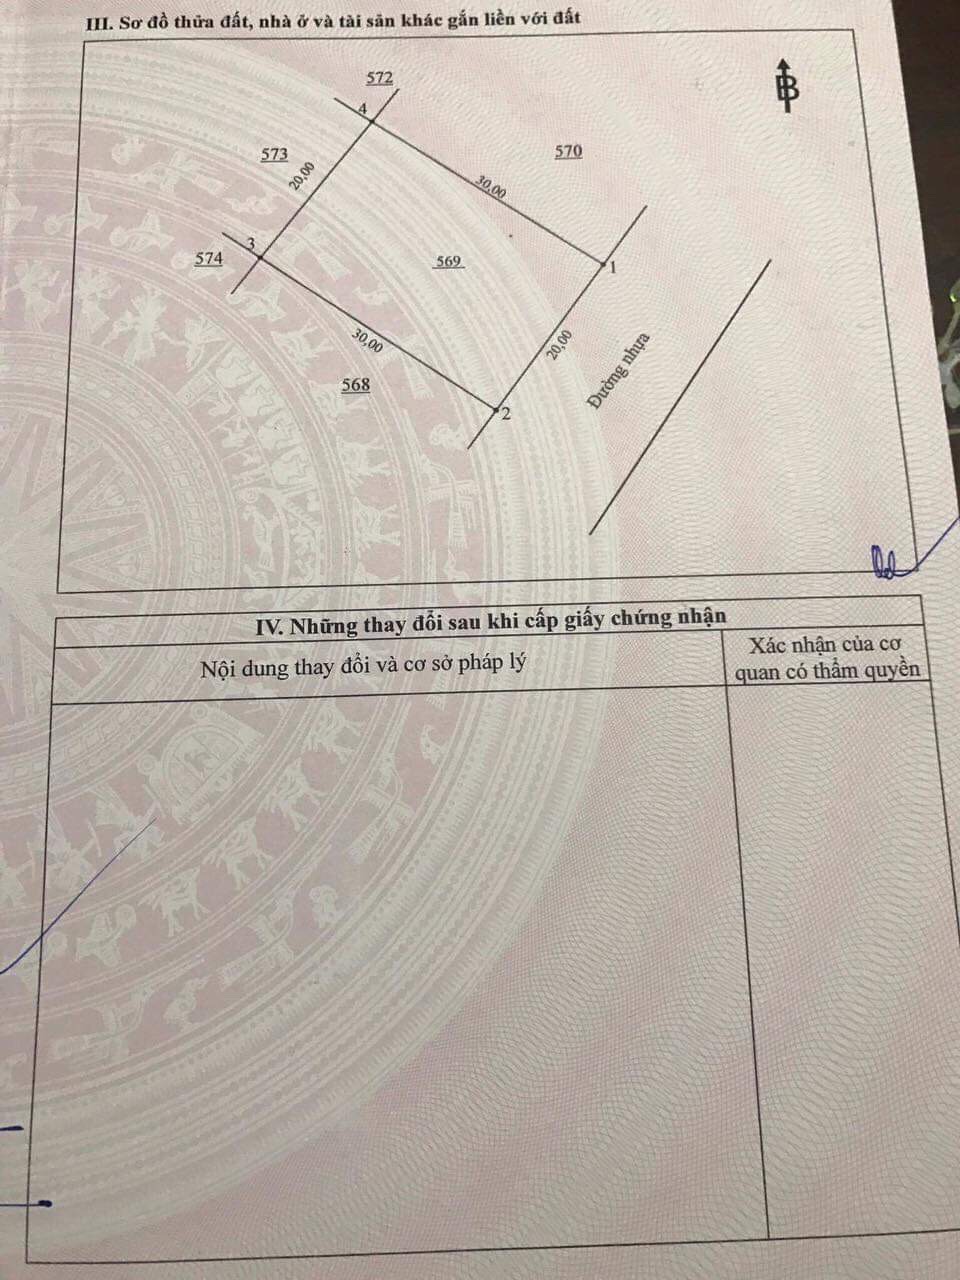 III. Sơ đồ thửa đất, nhà ở và tài sản khác gắn liền với đất
572
4
B
573
570
20,00
30,00
3
574
569
1
30,00
20,00
Đường nhựa
568
2
IV. Những thay đổi sau khi cấp giấy chứng nhận
Nội dung thay đổi và cơ sở pháp lý
Xác nhận của cơ
quan có thẩm quyền